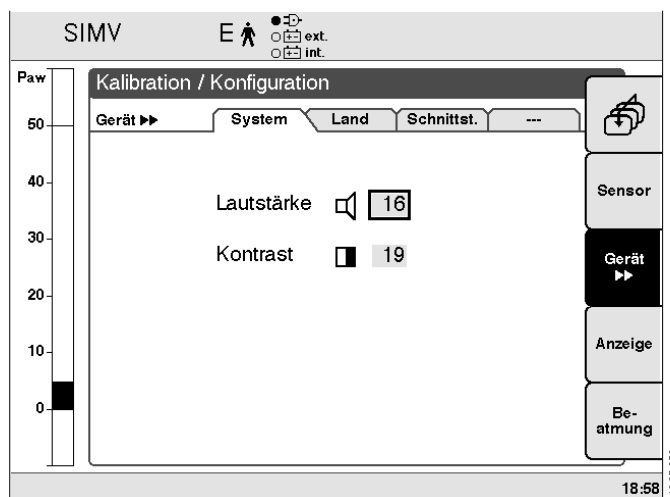 SIMV E ext.
int.
Paw
Kalibration / Konfiguration
Gerät ▶▶ System Land Schnittst. ---
50
40
30
20
10
0
Lautstärke 16
Kontrast 19
Sensor
Gerät
▶▶
Anzeige
Be-
atmung
18:58